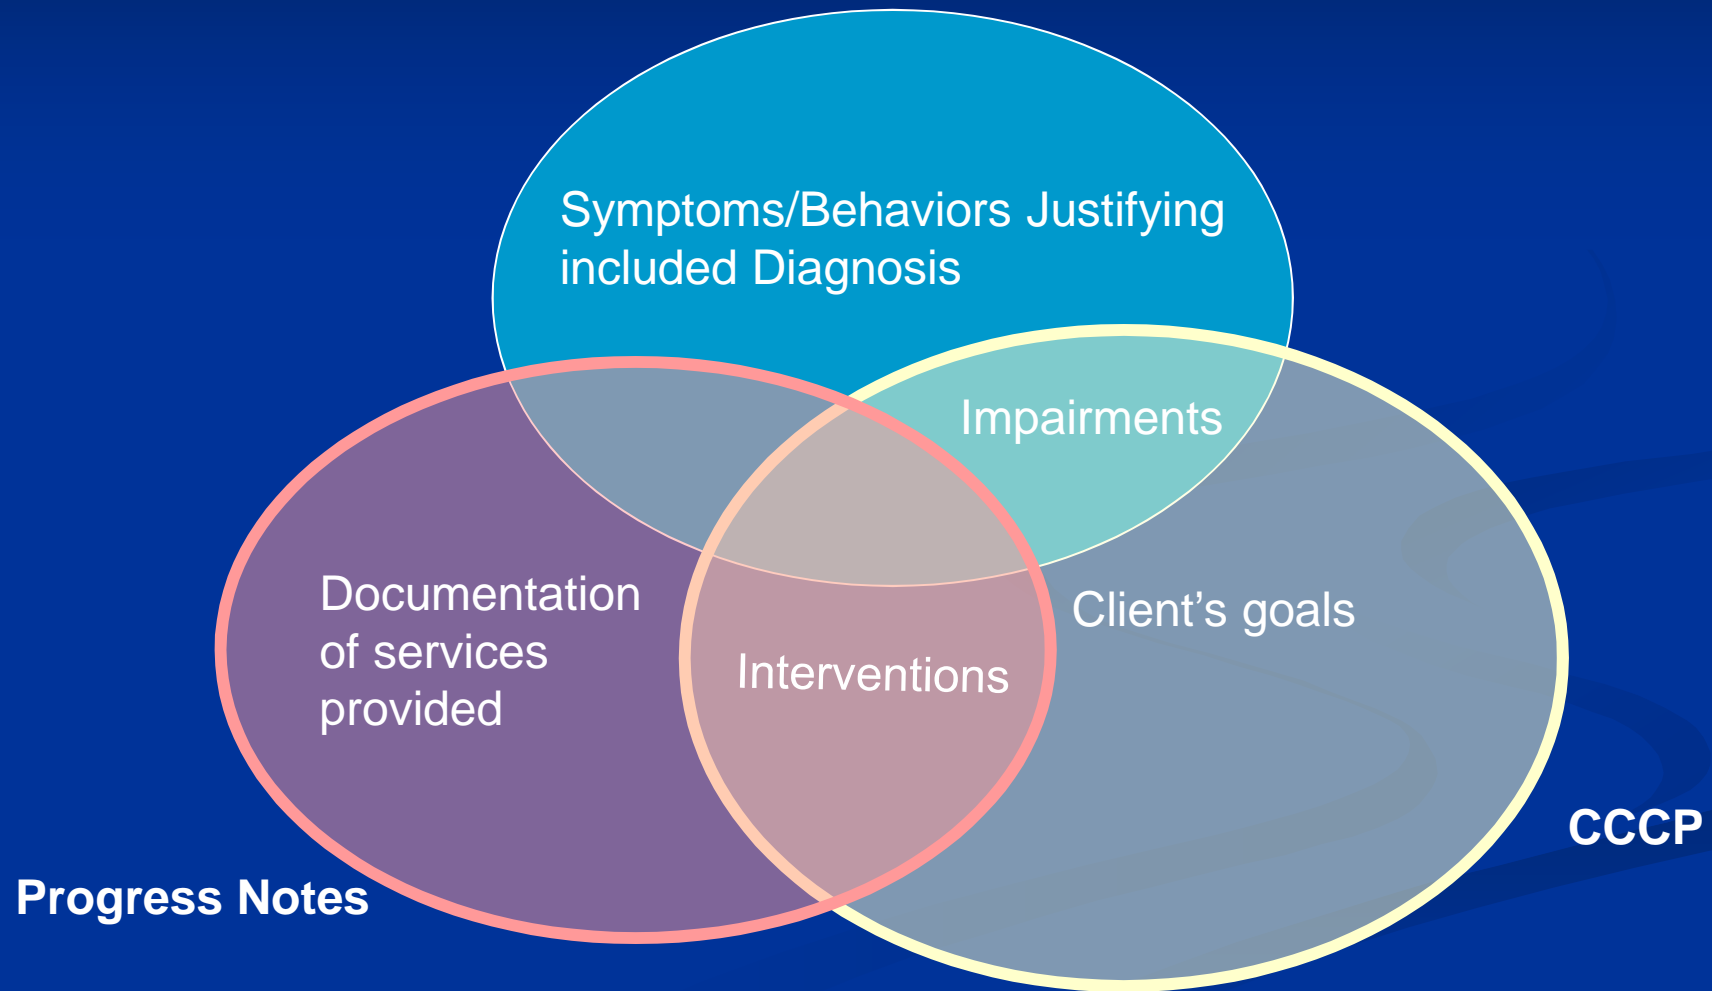 Symptoms/Behaviors Justifying
included Diagnosis
Impairments
Documentation
of services
provided
Client’s goals
Interventions
CCCP
Progress Notes